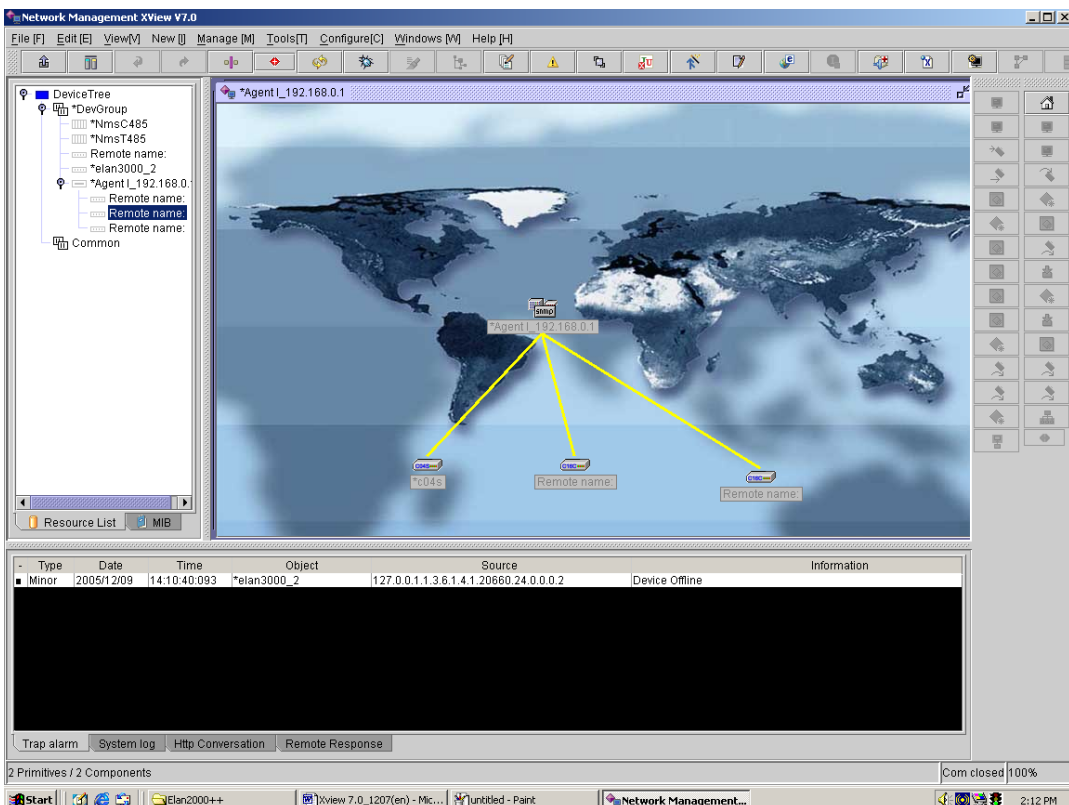 Network Management XView V7.0
File [F] Edit [E] View[V] New [J] Manage [M] Tools[T] Configure[C] Windows [W] Help [H]
DeviceTree
*DevGroup
*NmsC485
*NmsT485
Remote name:
*elan3000_2
*Agent I_192.168.0.
Remote name:
Remote name:
Remote name:
Common
Resource List
MIB
*Agent I_192.168.0.1
snmp
*Agent I_192.168.0.1
C04S
*c04s
C16C
Remote name:
C16C
Remote name:
- Type Date Time Object Source Information
Minor 2005/12/09 14:10:40:093 *elan3000_2 127.0.0.1.1.3.6.1.4.1.20660.24.0.0.0.2 Device Offline
Trap alarm System log Http Conversation Remote Response
2 Primitives / 2 Components Com closed 100%
Start Elan2000++ Xview 7.0_1207(en) - Mic... untitled - Paint Network Management... 2:12 PM